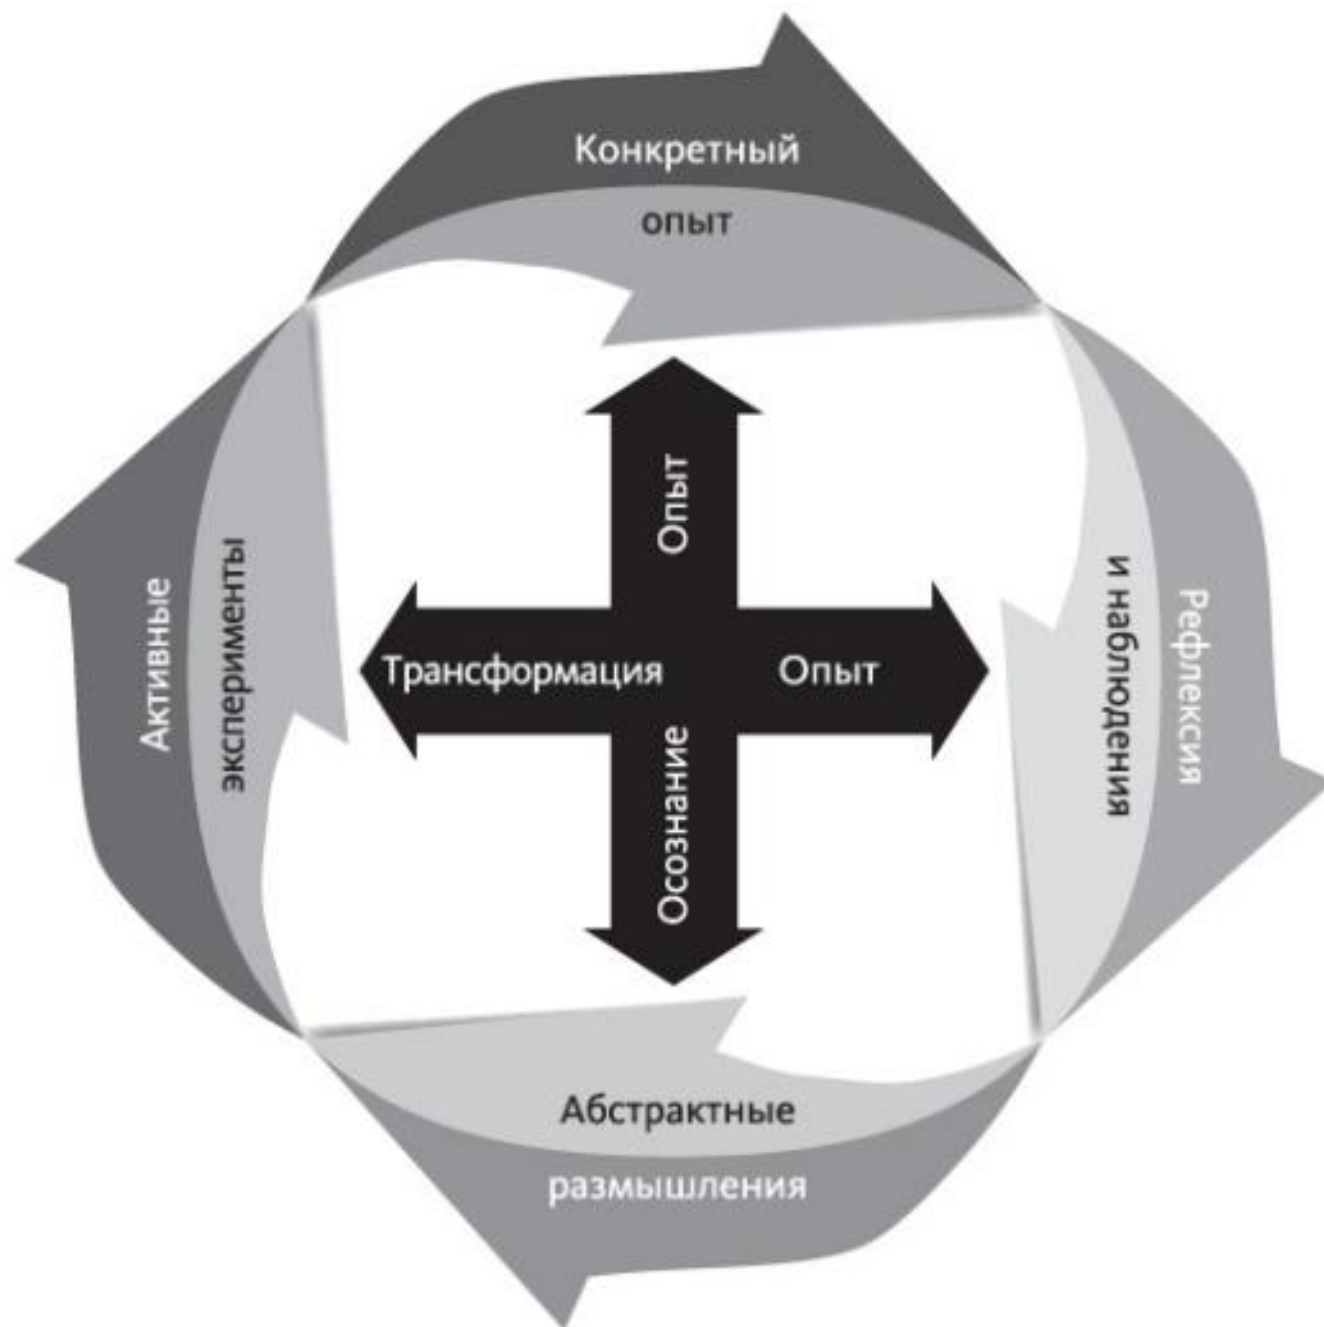 Конкретный
опыт
Рефлексия
и наблюдения
Абстрактные
размышления
Активные
эксперименты
Опыт
Трансформация
Опыт
Осознание